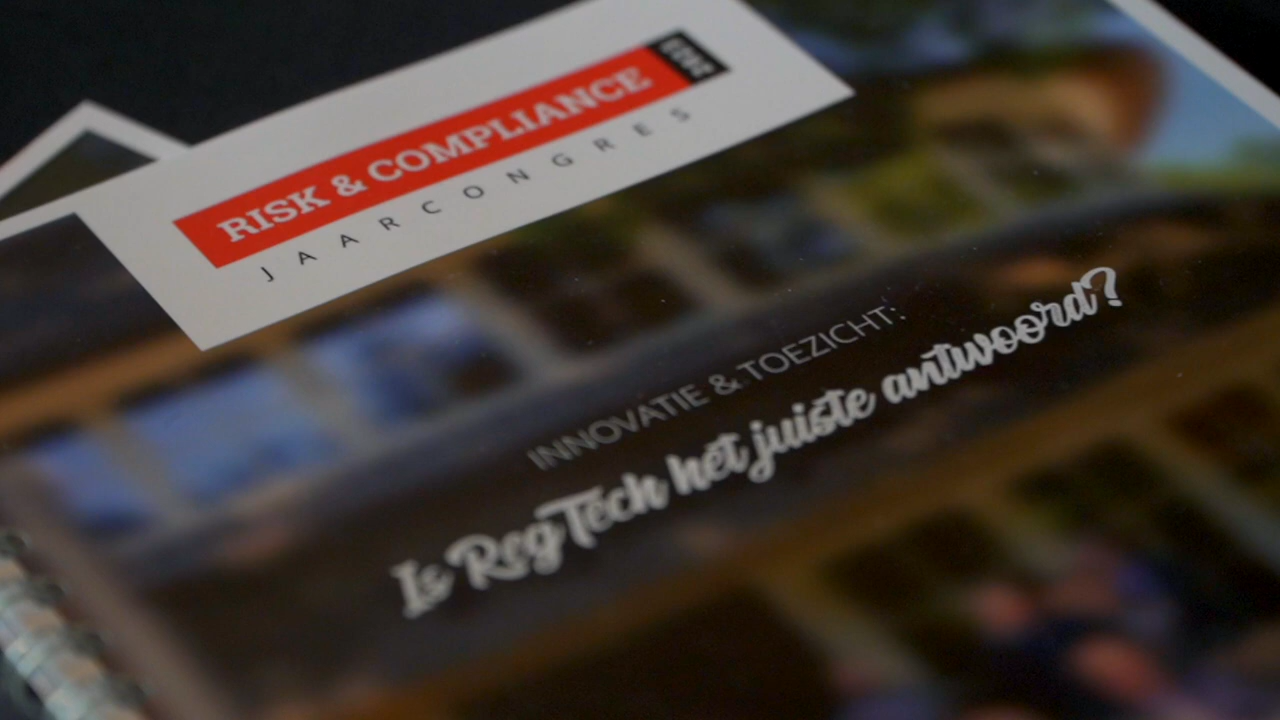 RISK & COMPLIANCE
JAARCONGRES
INNOVATIE & TOEZICHT:
Is RegTech het juiste antwoord?